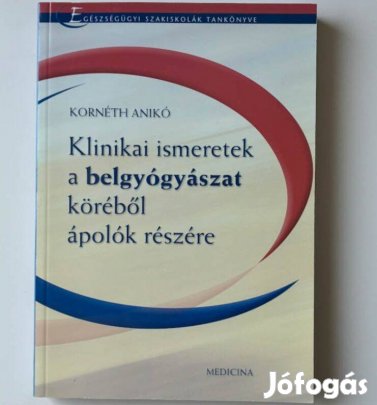 EGÉSZSÉGÜGYI SZAKISKOLÁK TANKÖNYVE
KORNÉTH ANIKÓ
Klinikai ismeretek
a belgyógyászat
köréből
ápolók részére
MEDICINA
Jófogás